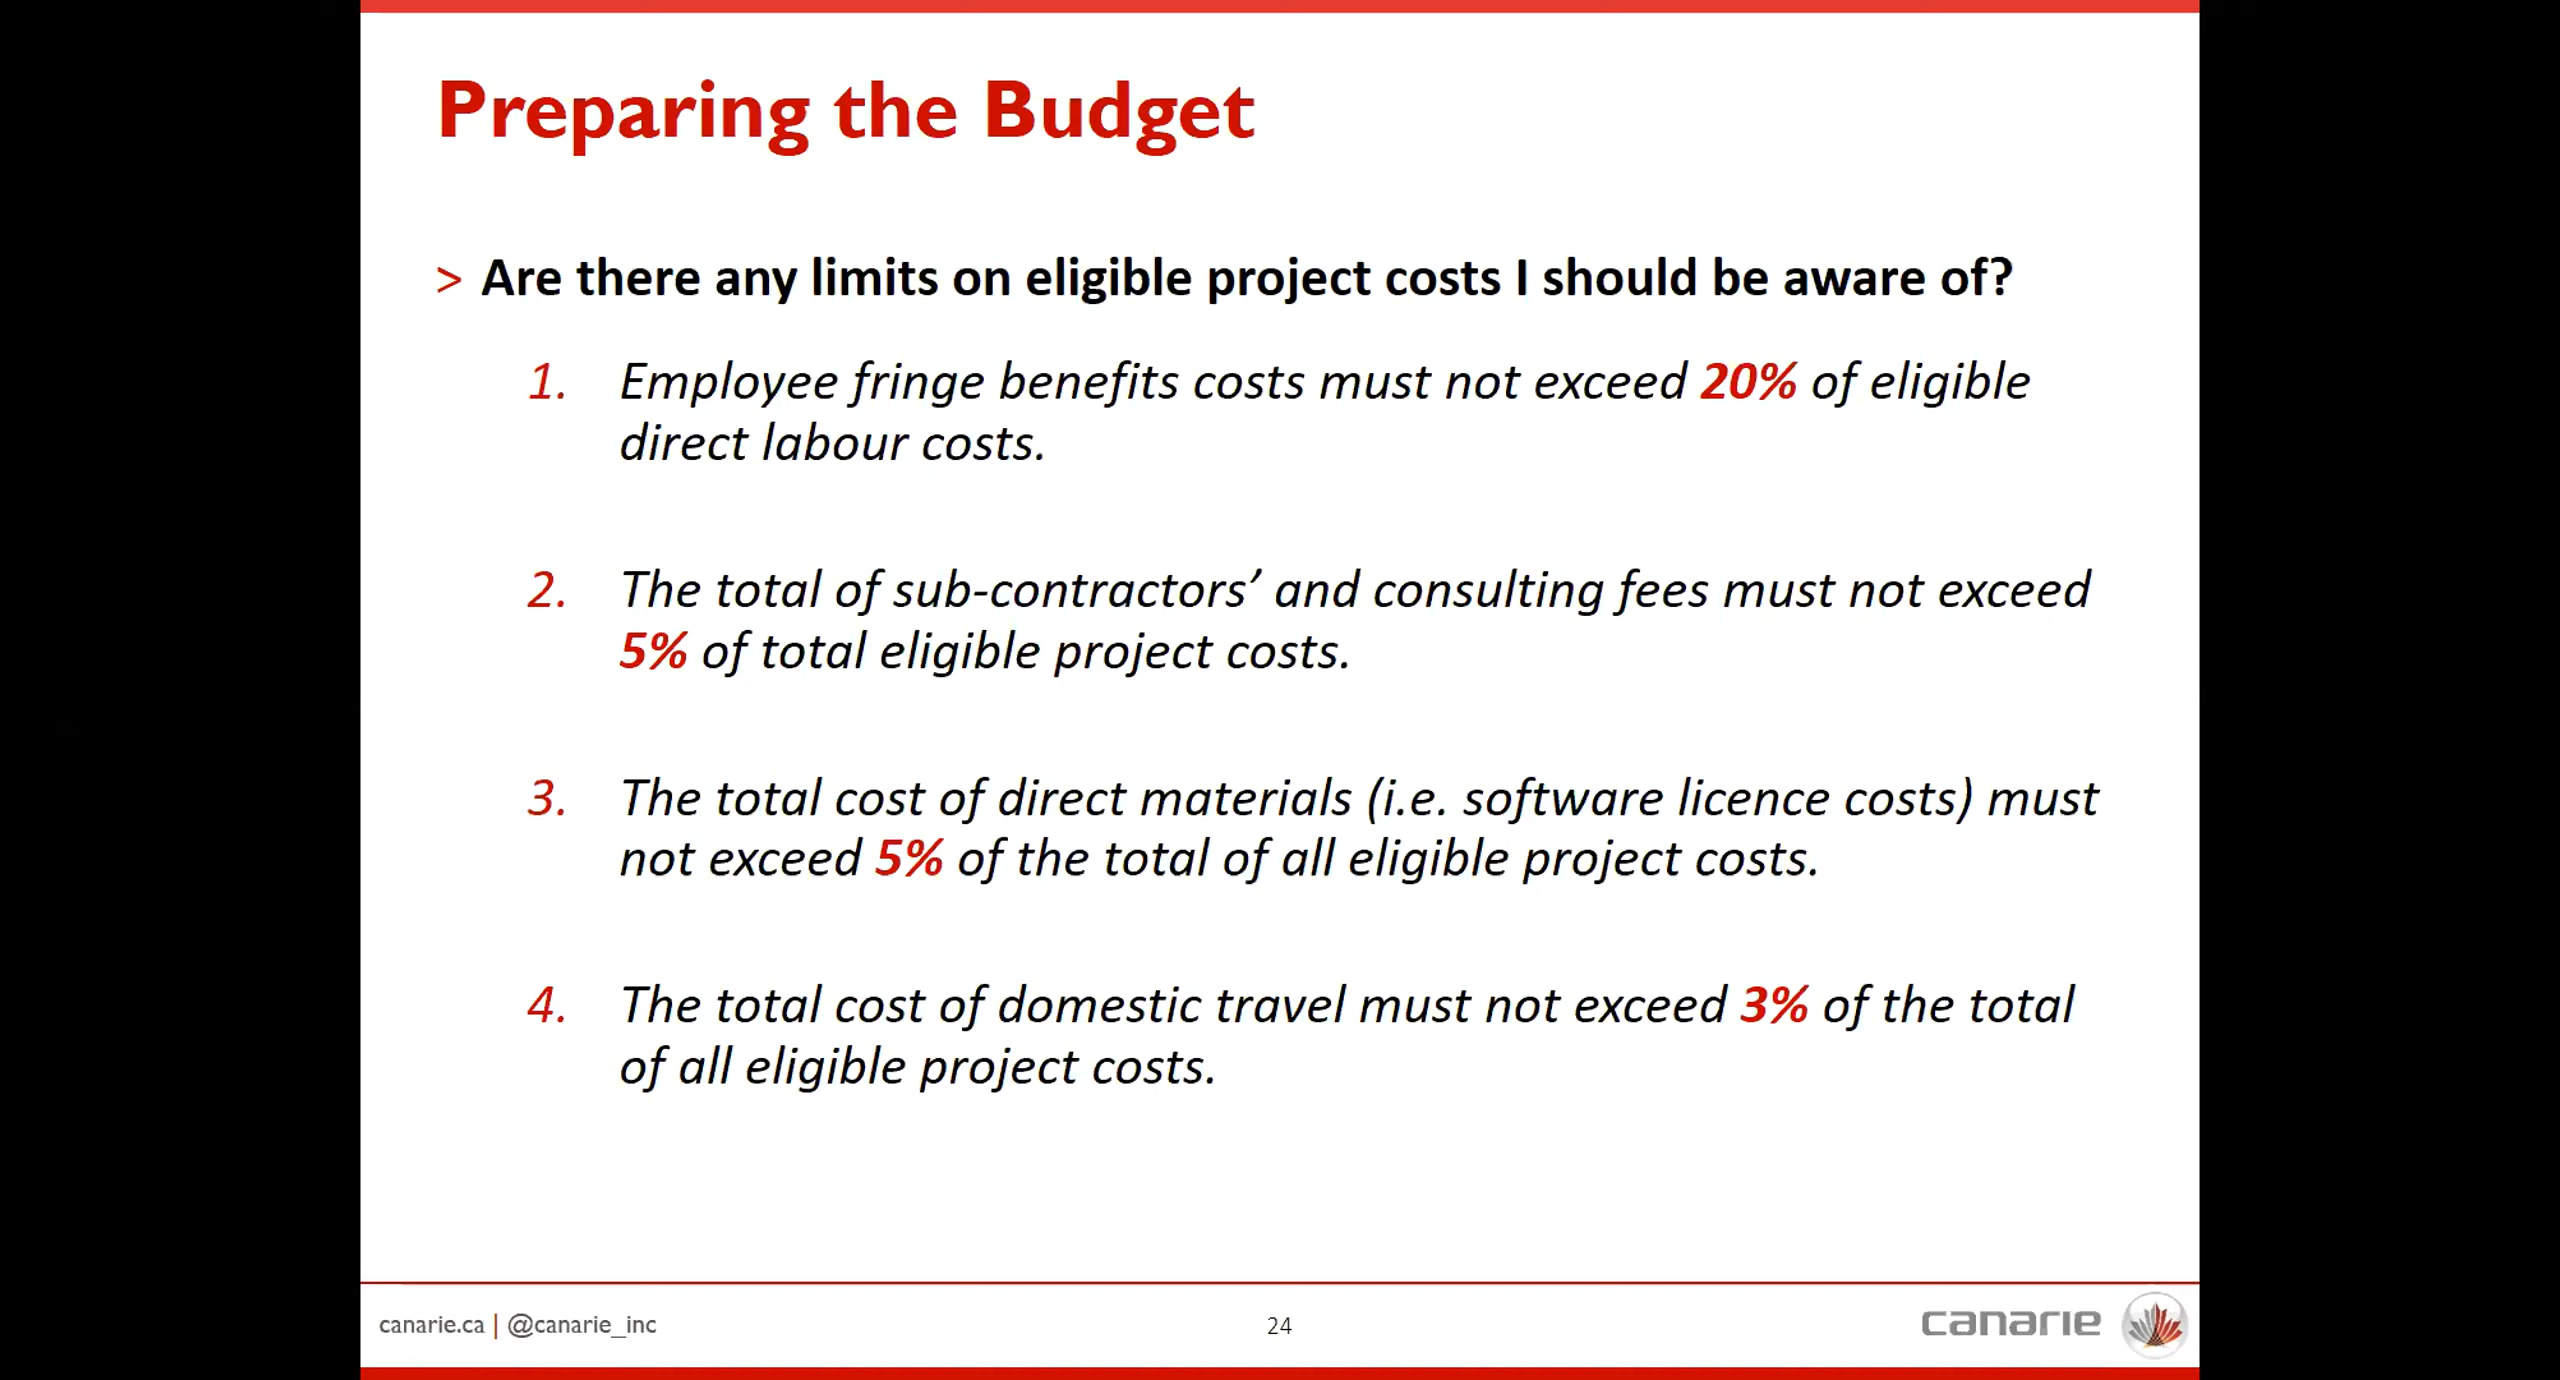 Preparing the Budget
> Are there any limits on eligible project costs I should be aware of?
1. Employee fringe benefits costs must not exceed 20% of eligible
direct labour costs.
2. The total of sub-contractors’ and consulting fees must not exceed
5% of total eligible project costs.
3. The total cost of direct materials (i.e. software licence costs) must
not exceed 5% of the total of all eligible project costs.
4. The total cost of domestic travel must not exceed 3% of the total
of all eligible project costs.
canarie.ca | @canarie_inc
24
canarie